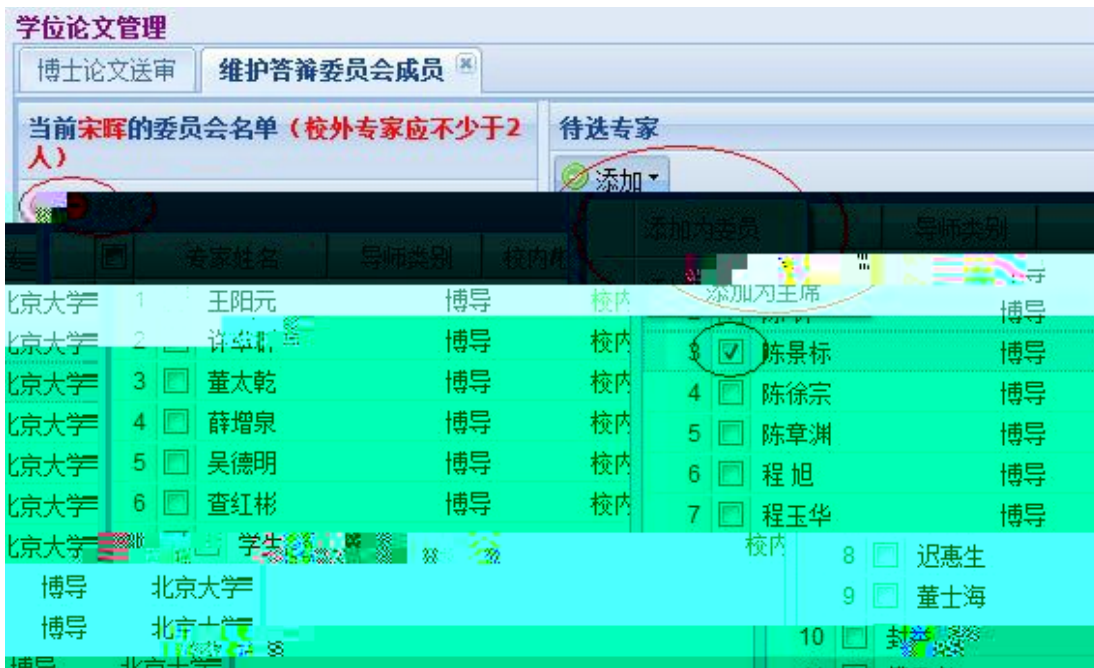 学位论文管理
博士论文送审 维护答辩委员会成员
当前宋晖的委员会名单（校外专家应不少于2人）
待选专家
添加
添加为委员 导师类别
专家姓名 导师类别 校内
添加为主席
北京大学 1 王阳元 博导 校内
北京大学 2 博导 校内
北京大学 3 董太乾 博导 校内
北京大学 4 薛增泉 博导 校内
北京大学 5 吴德明 博导 校内
北京大学 6 查红彬 博导 校内
北京大学 学生 校内
博导 北京大学
博导 北京大学
博导
3 陈景标 博导
4 陈徐宗 博导
5 陈章渊 博导
6 程旭 博导
7 程玉华 博导
8 迟惠生
9 董士海
10 封